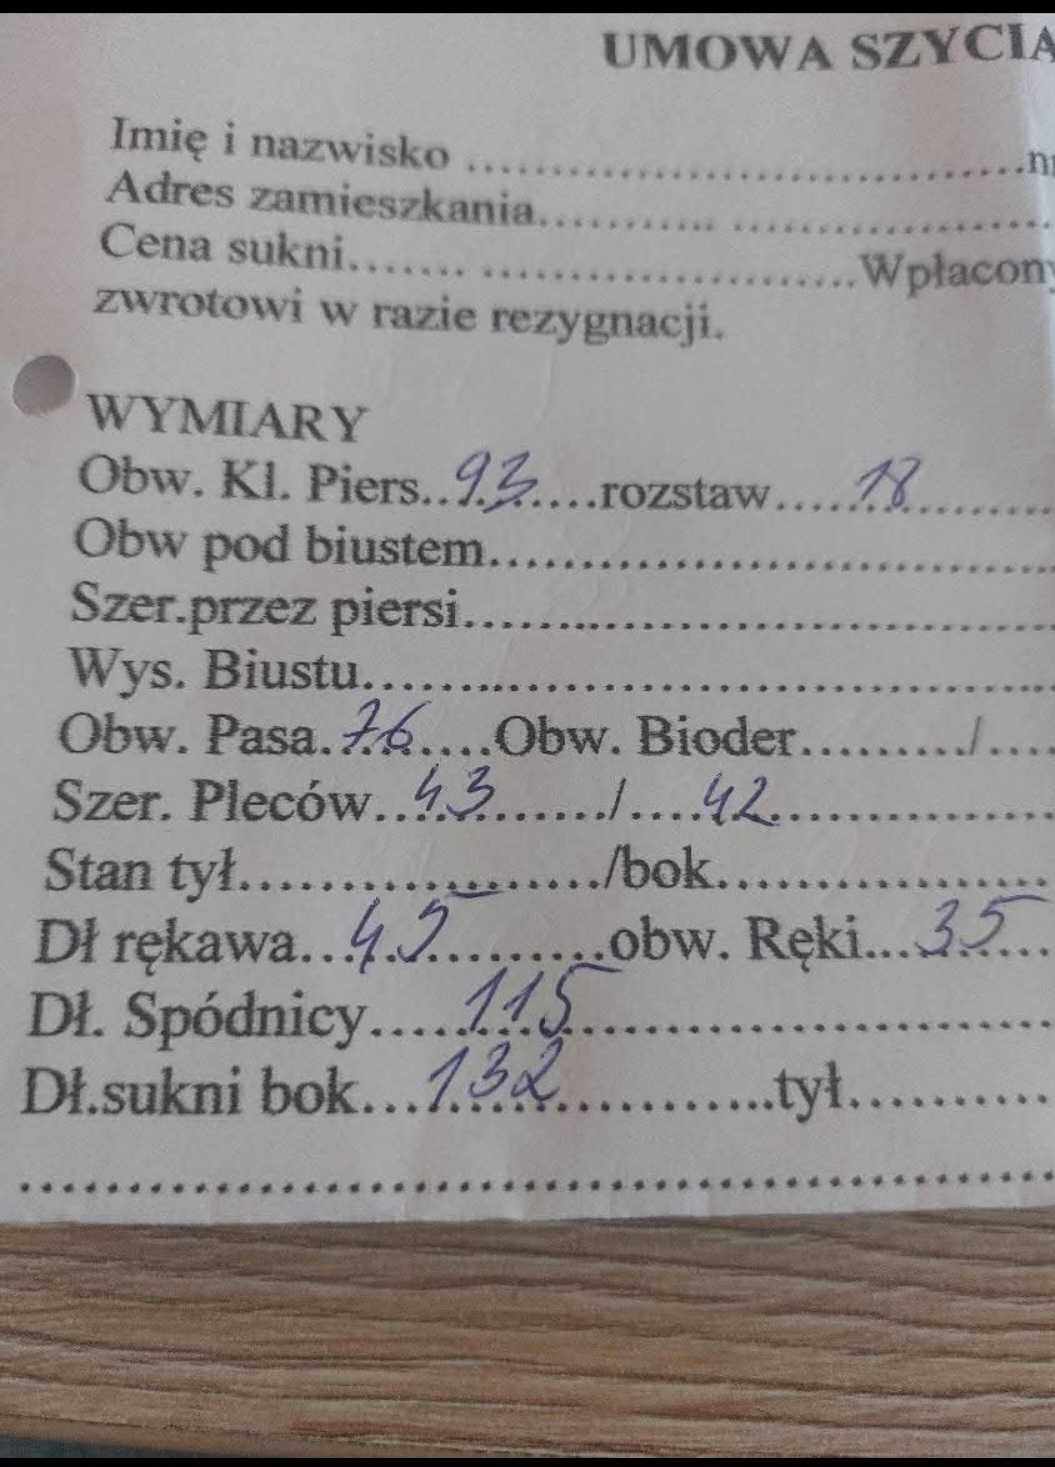 UMOWA SZYCIA
Imię i nazwisko ........................................
Adres zamieszkania............ ........................
Cena sukni........ ............................Wpłacony
zwrotowi w razie rezygnacji.
WYMIARY
Obw. Kl. Piers..93.....rozstaw.....18............
Obw pod biustem........................................
Szer.przez piersi........................................
Wys. Biustu.............................................
Obw. Pasa.76.....Obw. Bioder........../....
Szer. Pleców..43......./....42..................
Stan tył...................../bok....................
Dł rękawa...45..........obw. Ręki...35...
Dł. Spódnicy....115..............................
Dł.sukni bok...132.............tył..........
........................................................